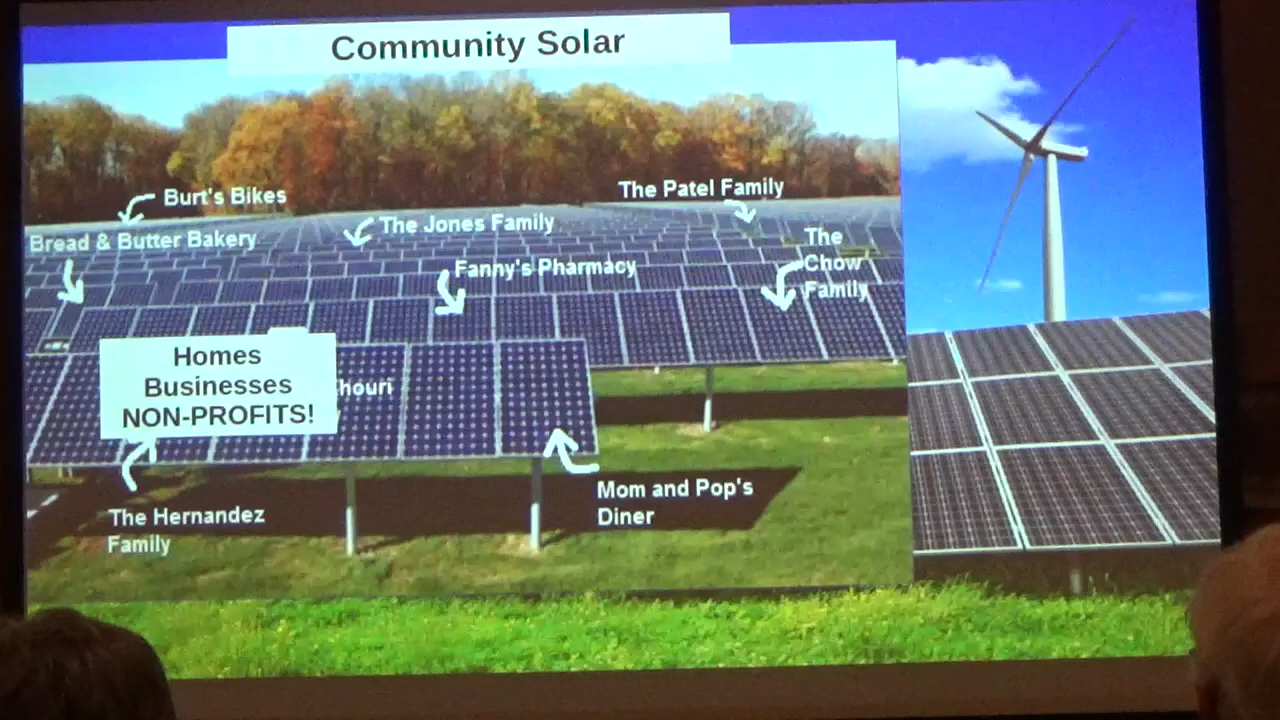 Community Solar
Burt's Bikes
The Patel Family
The Jones Family
Bread & Butter Bakery
The
Chow
Family
Fanny's Pharmacy
Homes
Businesses
NON-PROFITS!
Mom and Pop's
Diner
The Hernandez
Family